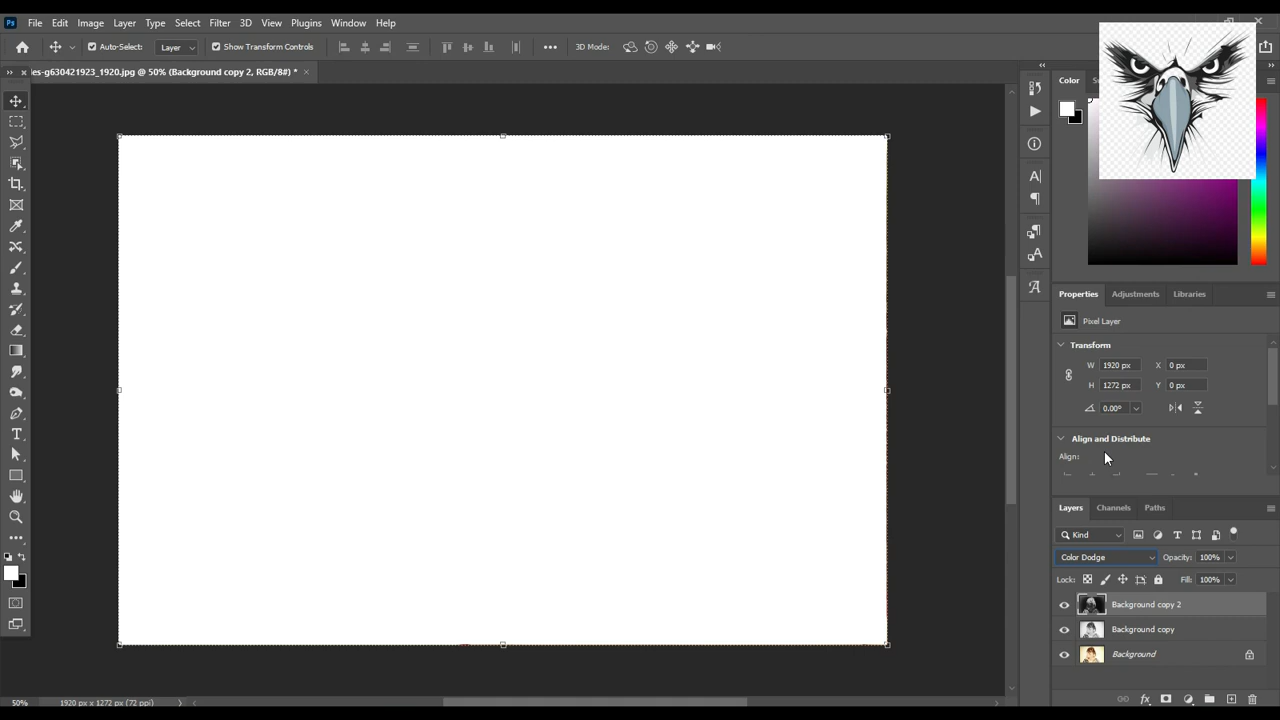 Ps File Edit Image Layer Type Select Filter 3D View Plugins Window Help
Auto-Select: Layer Show Transform Controls 3D Mode:
les-g630421923_1920.jpg @ 50% (Background copy 2, RGB/8#) *
Color
Properties Adjustments Libraries
Pixel Layer
Transform
W 1920 px X 0 px
H 1272 px Y 0 px
0.00°
Align and Distribute
Align:
Layers Channels Paths
Kind
Color Dodge Opacity: 100%
Lock: Fill: 100%
Background copy 2
Background copy
Background
50% 1920 px x 1272 px (72 ppi)